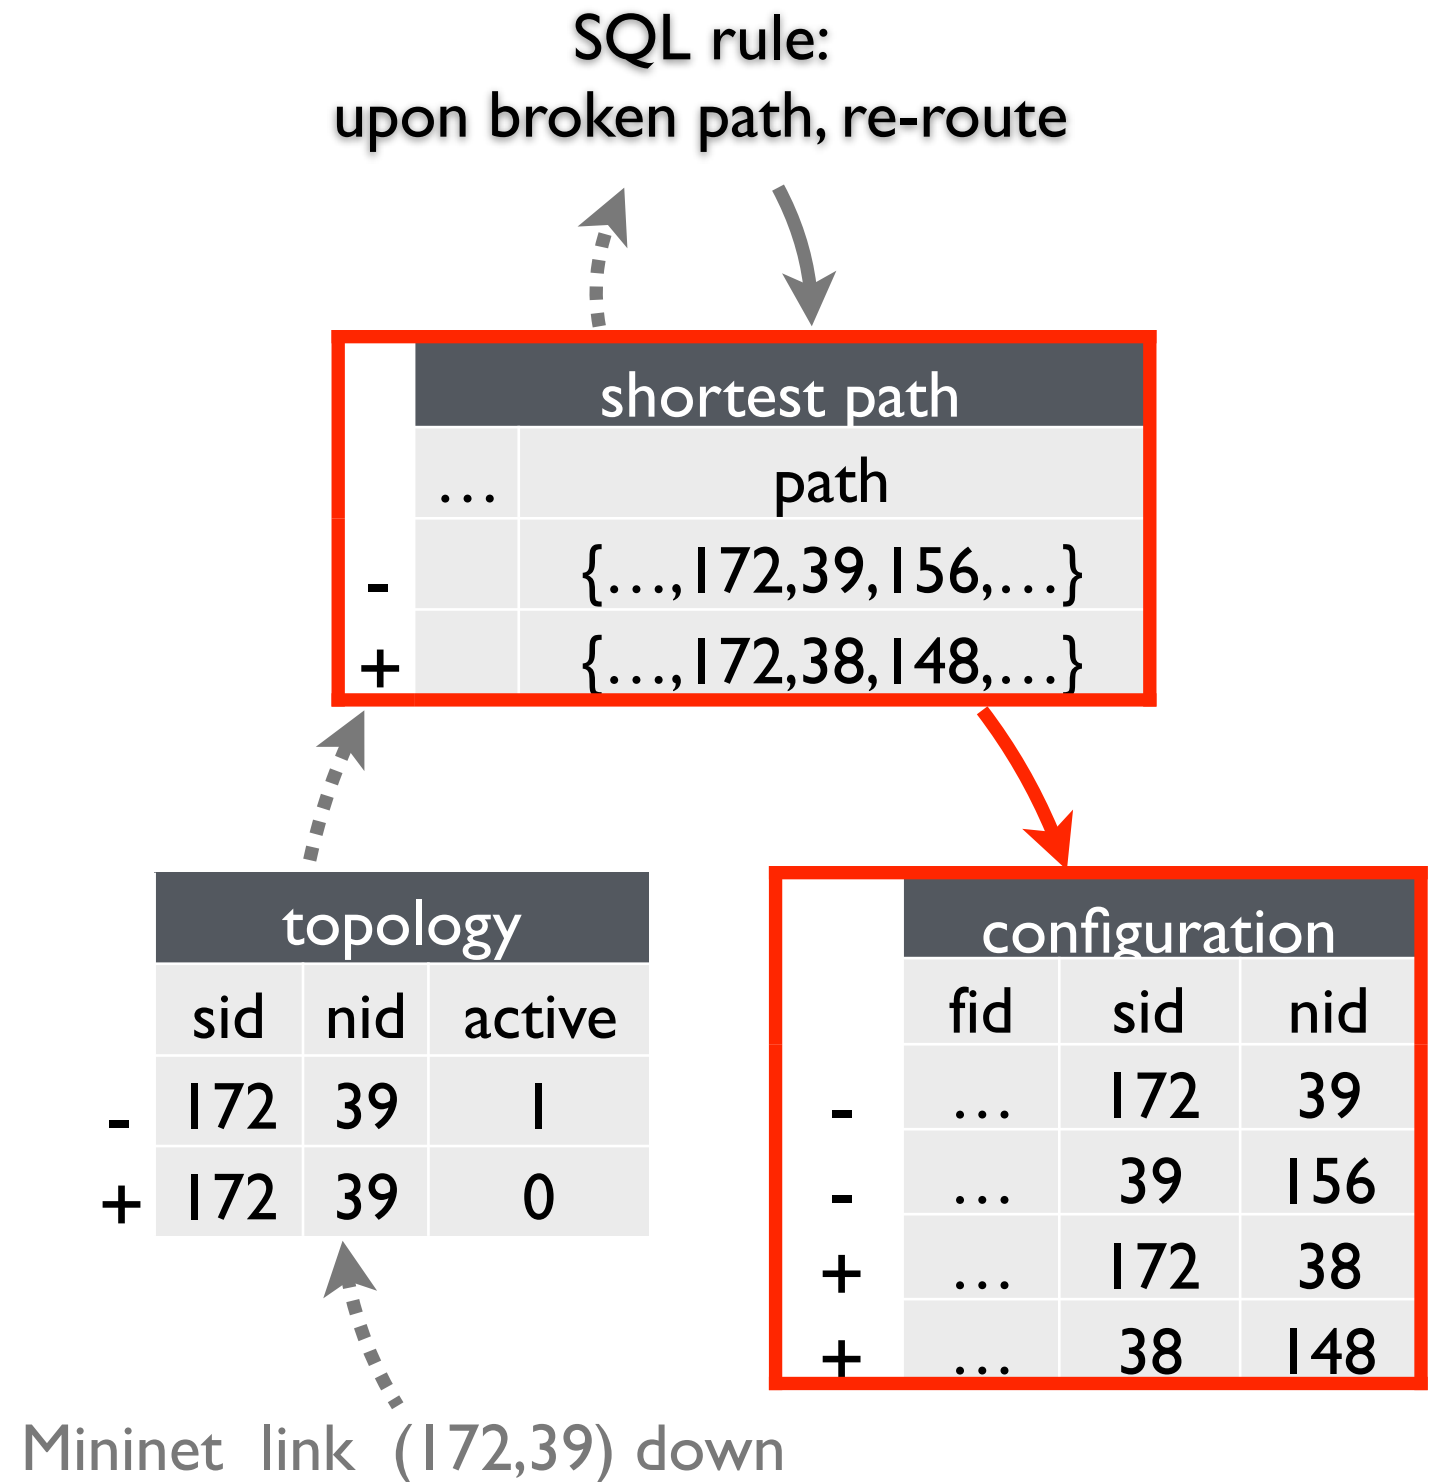 SQL rule:
upon broken path, re-route
shortest path
... path
- {...,172,39,156,...}
+ {...,172,38,148,...}
topology
sid nid active
- 172 39 1
+ 172 39 0
configuration
fid sid nid
- ... 172 39
- ... 39 156
+ ... 172 38
+ ... 38 148
Mininet link (172,39) down